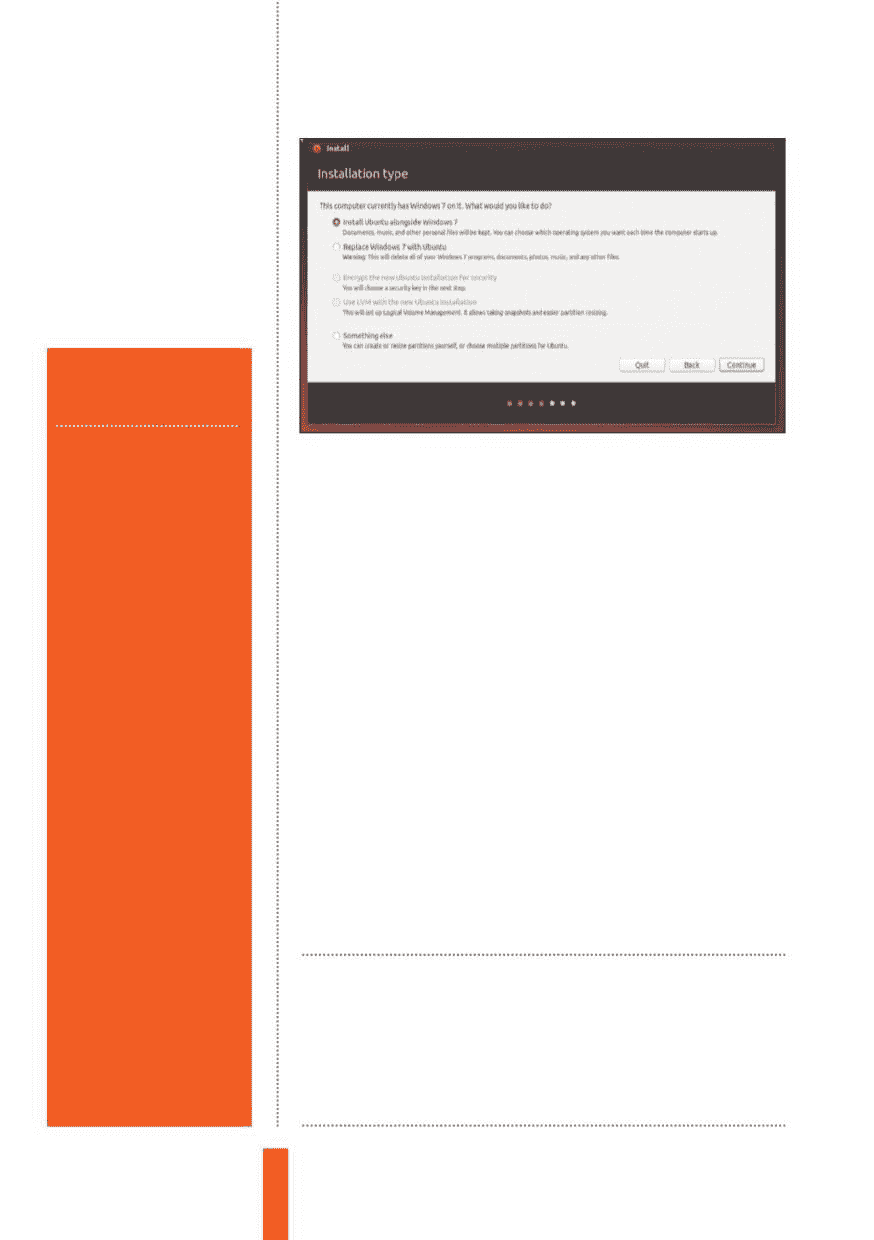 Install
Installation type
This computer currently has Windows 7 on it. What would you like to do?
Install Ubuntu alongside Windows 7
Documents, music, and other personal files will be kept. You can choose which operating system you want each time the computer starts up.
Replace Windows 7 with Ubuntu
Warning: This will delete all of your Windows 7 programs, documents, photos, music, and any other files.
Encrypt the new Ubuntu installation for security
You will choose a security key in the next step.
Use LVM with the new Ubuntu installation
This will set up Logical Volume Management. It allows taking snapshots and easier partition resizing.
Something else
You can create or resize partitions yourself, or choose multiple partitions for Ubuntu.
Quit Back Continue